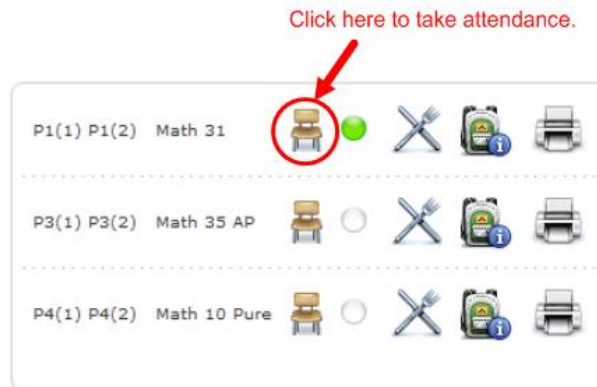 Click here to take attendance.
P1(1) P1(2) Math 31
P3(1) P3(2) Math 35 AP
P4(1) P4(2) Math 10 Pure